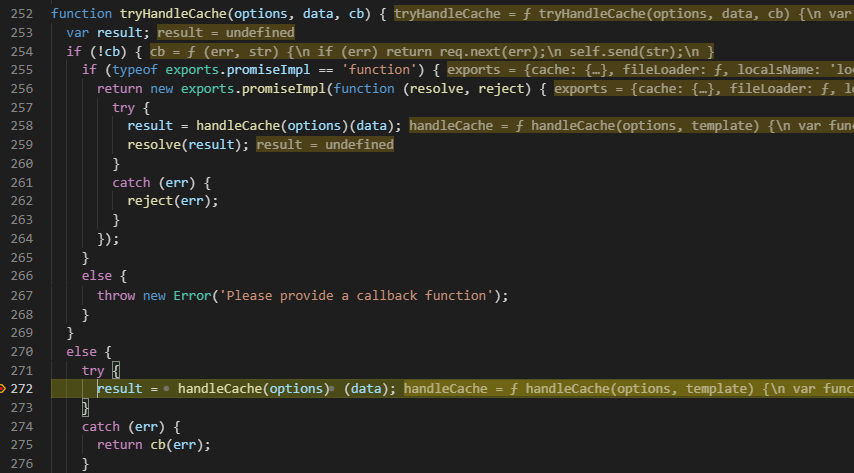 252 function tryHandleCache(options, data, cb) { tryHandleCache = ƒ tryHandleCache(options, data, cb) {\n var
253 var result; result = undefined
254 if (!cb) { cb = ƒ (err, str) {\n if (err) return req.next(err);\n self.send(str);\n }
255 if (typeof exports.promiseImpl == 'function') { exports = {cache: {…}, fileLoader: ƒ, localsName: 'lo
256 return new exports.promiseImpl(function (resolve, reject) { exports = {cache: {…}, fileLoader: ƒ, l
257 try {
258 result = handleCache(options)(data); handleCache = ƒ handleCache(options, template) {\n var func
259 resolve(result); result = undefined
260 }
261 catch (err) {
262 reject(err);
263 }
264 });
265 }
266 else {
267 throw new Error('Please provide a callback function');
268 }
269 }
270 else {
271 try {
272 result = handleCache(options) (data); handleCache = ƒ handleCache(options, template) {\n var func
273 }
274 catch (err) {
275 return cb(err);
276 }